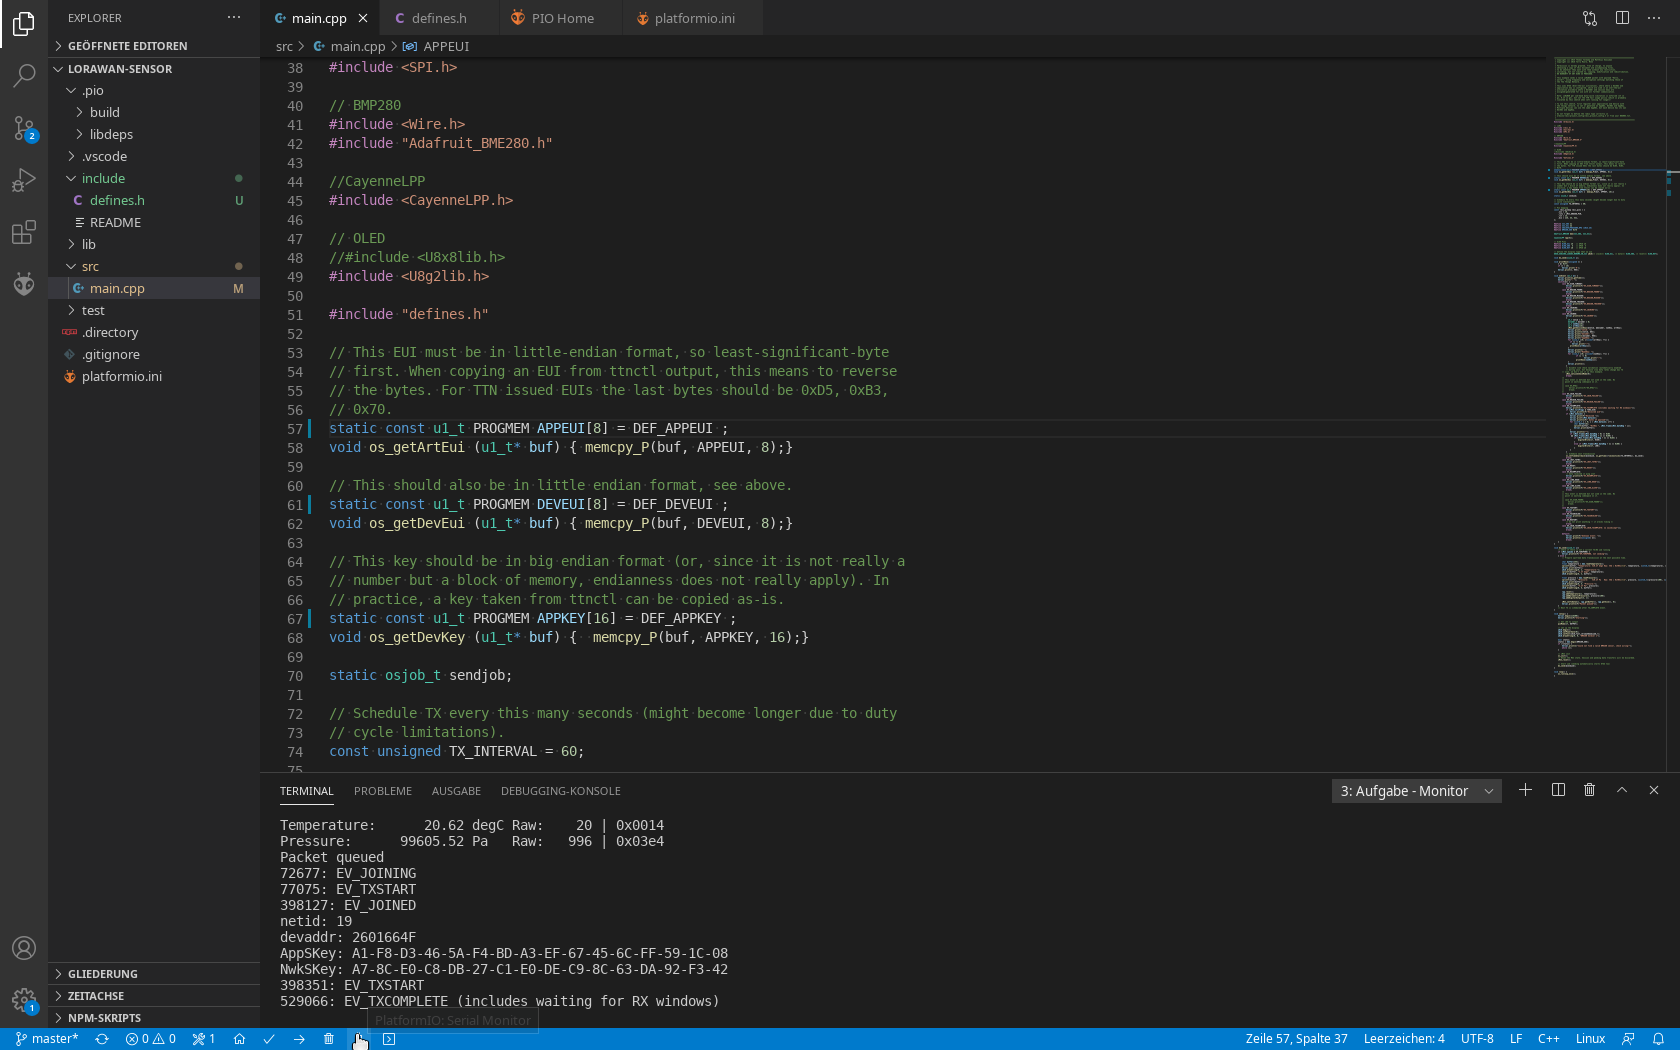 EXPLORER
main.cpp
defines.h
PIO Home
platformio.ini
GEÖFFNETE EDITOREN
src > main.cpp > APPEUI
LORAWAN-SENSOR
.pio
build
libdeps
.vscode
include
defines.h U
README
lib
src
main.cpp M
test
.directory
.gitignore
platformio.ini
GLIEDERUNG
ZEITACHSE
NPM-SKRIPTS
2
1
38 #include <SPI.h>
39
40 // BMP280
41 #include <Wire.h>
42 #include "Adafruit_BME280.h"
43
44 //CayenneLPP
45 #include <CayenneLPP.h>
46
47 // OLED
48 //#include <U8x8lib.h>
49 #include <U8g2lib.h>
50
51 #include "defines.h"
52
53 // This EUI must be in little-endian format, so least-significant-byte
54 // first. When copying an EUI from ttnctl output, this means to reverse
55 // the bytes. For TTN issued EUIs the last bytes should be 0xD5, 0xB3,
56 // 0x70.
57 static const u1_t PROGMEM APPEUI[8] = DEF_APPEUI ;
58 void os_getArtEui (u1_t* buf) { memcpy_P(buf, APPEUI, 8);}
59
60 // This should also be in little endian format, see above.
61 static const u1_t PROGMEM DEVEUI[8] = DEF_DEVEUI ;
62 void os_getDevEui (u1_t* buf) { memcpy_P(buf, DEVEUI, 8);}
63
64 // This key should be in big endian format (or, since it is not really a
65 // number but a block of memory, endianness does not really apply). In
66 // practice, a key taken from ttnctl can be copied as-is.
67 static const u1_t PROGMEM APPKEY[16] = DEF_APPKEY ;
68 void os_getDevKey (u1_t* buf) {  memcpy_P(buf, APPKEY, 16);}
69
70 static osjob_t sendjob;
71
72 // Schedule TX every this many seconds (might become longer due to duty
73 // cycle limitations).
74 const unsigned TX_INTERVAL = 60;
75
TERMINAL PROBLEME AUSGABE DEBUGGING-KONSOLE 3: Aufgabe - Monitor
Temperature: 20.62 degC Raw: 20 | 0x0014
Pressure: 99605.52 Pa Raw: 996 | 0x03e4
Packet queued
72677: EV_JOINING
77075: EV_TXSTART
398127: EV_JOINED
netid: 19
devaddr: 2601664F
AppSKey: A1-F8-D3-46-5A-F4-BD-A3-EF-67-45-6C-FF-59-1C-08
NwkSKey: A7-8C-E0-C8-DB-27-C1-E0-DE-C9-8C-63-DA-92-F3-42
398351: EV_TXSTART
529066: EV_TXCOMPLETE (includes waiting for RX windows)
PlatformIO: Serial Monitor
master* 0 0 1 Zeile 57, Spalte 37 Leerzeichen: 4 UTF-8 LF C++ Linux